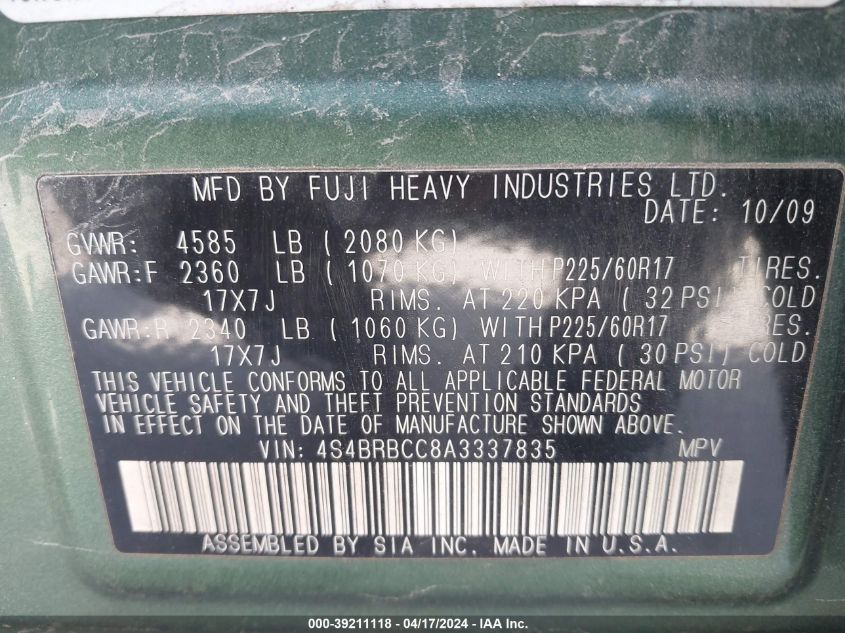 MFD BY FUJI HEAVY INDUSTRIES LTD.
DATE: 10/09
GVWR: 4585 LB ( 2080 KG)
GAWR:F 2360 LB ( 1070 KG) WITH P225/60R17 TIRES.
17X7J RIMS. AT 220 KPA ( 32 PSI) COLD
GAWR:R 2340 LB ( 1060 KG) WITH P225/60R17 TIRES.
17X7J RIMS. AT 210 KPA ( 30 PSI) COLD
THIS VEHICLE CONFORMS TO ALL APPLICABLE FEDERAL MOTOR
VEHICLE SAFETY AND THEFT PREVENTION STANDARDS
IN EFFECT ON THE DATE OF MANUFACTURE SHOWN ABOVE.
VIN: 4S4BRBCC8A3337835 MPV
ASSEMBLED BY SIA INC. MADE IN U.S.A.
000-39211118 - 04/17/2024 - IAA Inc.